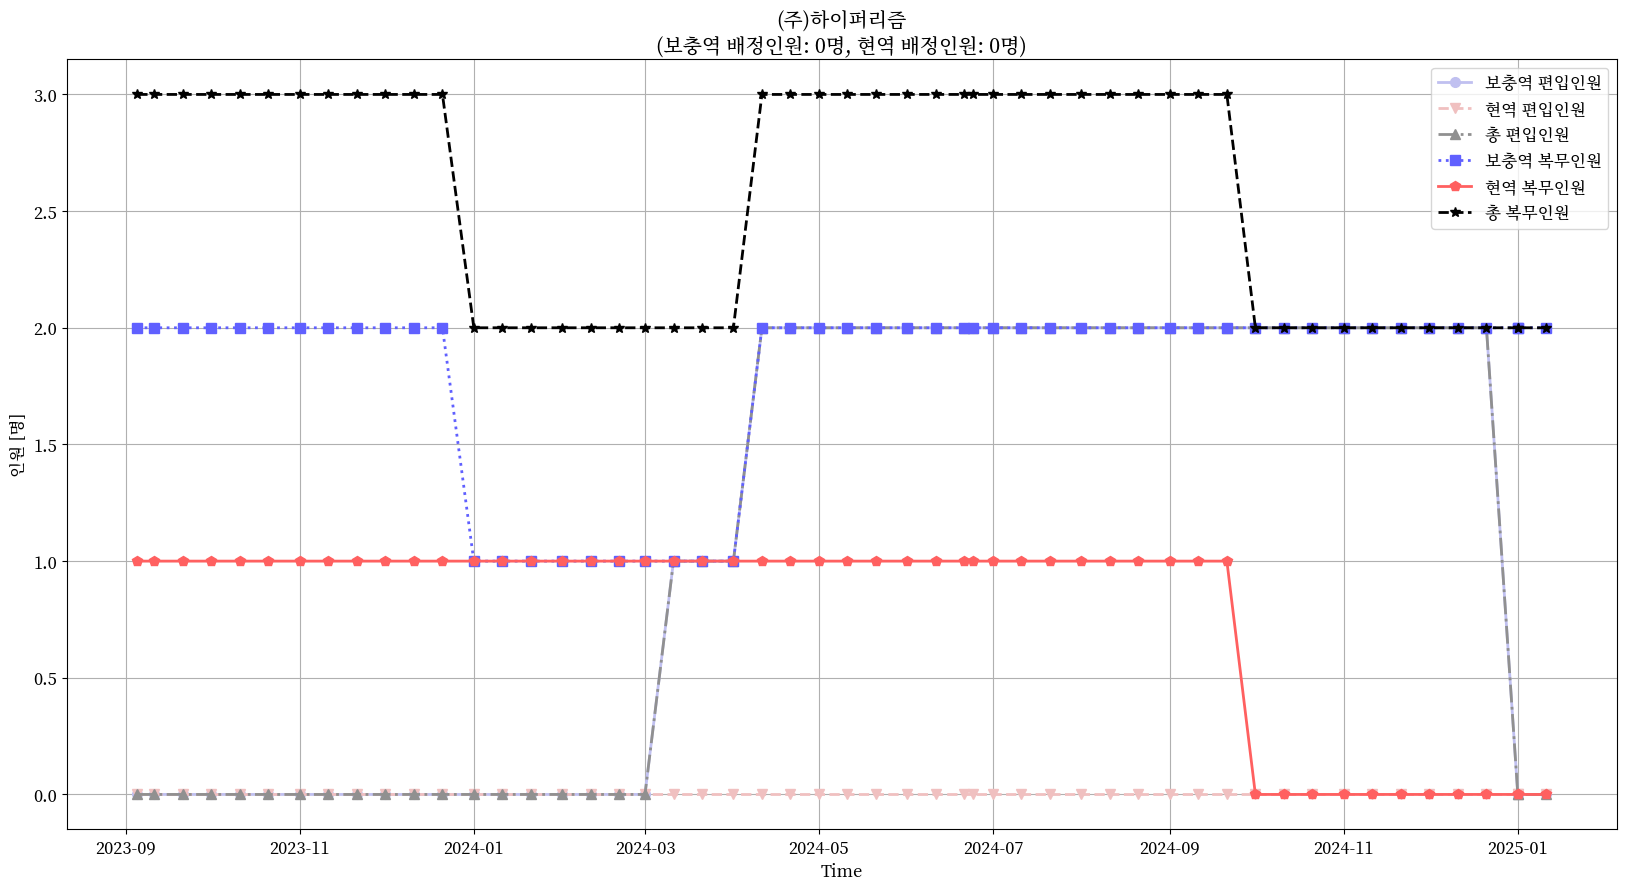 (주)하이퍼리즘
(보충역 배정인원: 0명, 현역 배정인원: 0명)
보충역 편입인원
현역 편입인원
총 편입인원
보충역 복무인원
현역 복무인원
총 복무인원
인원 [명]
3.0
2.5
2.0
1.5
1.0
0.5
0.0
2023-09
2023-11
2024-01
2024-03
2024-05
2024-07
2024-09
2024-11
2025-01
Time